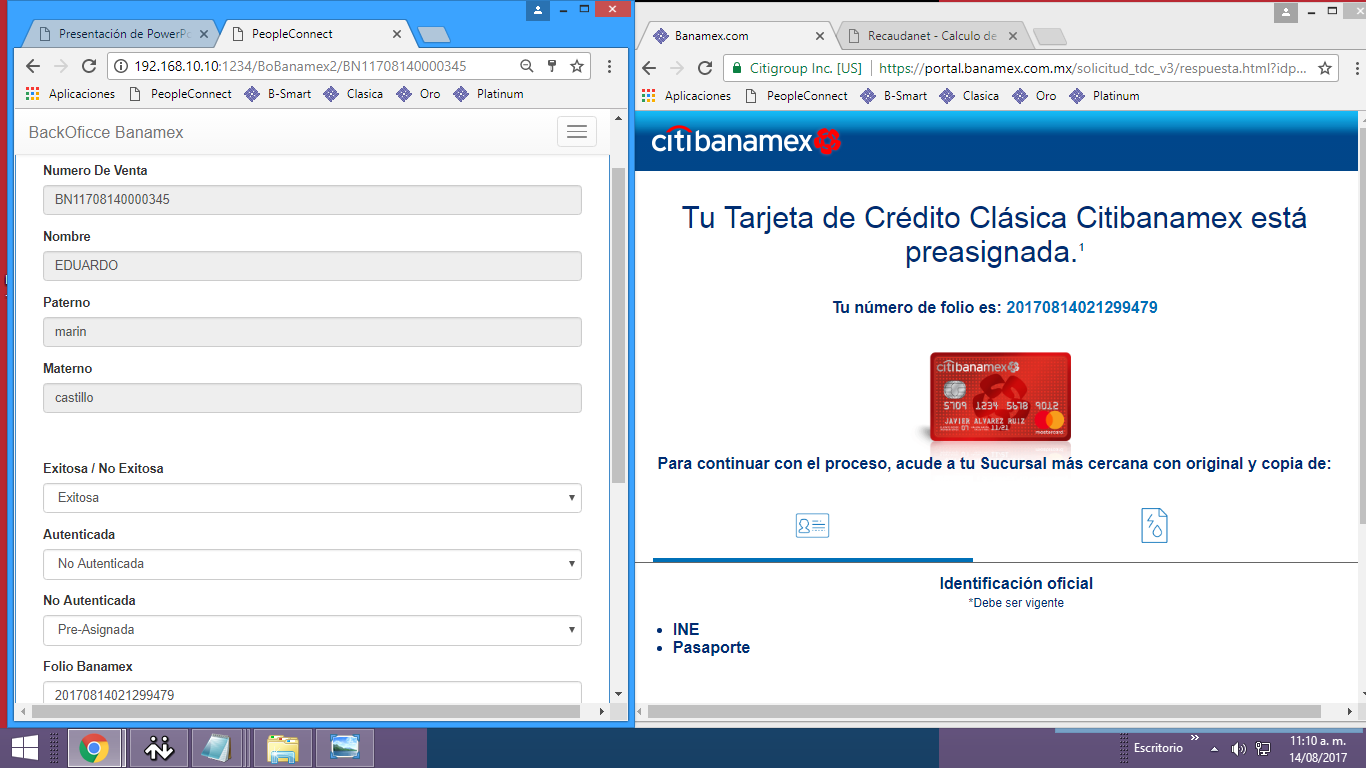 Presentación de PowerPo
PeopleConnect
192.168.10.10:1234/BoBanamex2/BN11708140000345
Aplicaciones
PeopleConnect
B-Smart
Clasica
Oro
Platinum
BackOficce Banamex
Numero De Venta
BN11708140000345
Nombre
EDUARDO
Paterno
marin
Materno
castillo
Exitosa / No Exitosa
Exitosa
Autenticada
No Autenticada
No Autenticada
Pre-Asignada
Folio Banamex
20170814021299479
Banamex.com
Recaudanet - Calculo de
Citigroup Inc. [US]
https://portal.banamex.com.mx/solicitud_tdc_v3/respuesta.html?idp...
Aplicaciones
PeopleConnect
B-Smart
Clasica
Oro
Platinum
citibanamex
Tu Tarjeta de Crédito Clásica Citibanamex está
preasignada.¹
Tu número de folio es: 20170814021299479
citibanamex
5709 1234 5678 9012
11/21
JAVIER ALVAREZ RUIZ
mastercard
Para continuar con el proceso, acude a tu Sucursal más cercana con original y copia de:
Identificación oficial
*Debe ser vigente
• INE
• Pasaporte
Escritorio
11:10 a. m.
14/08/2017